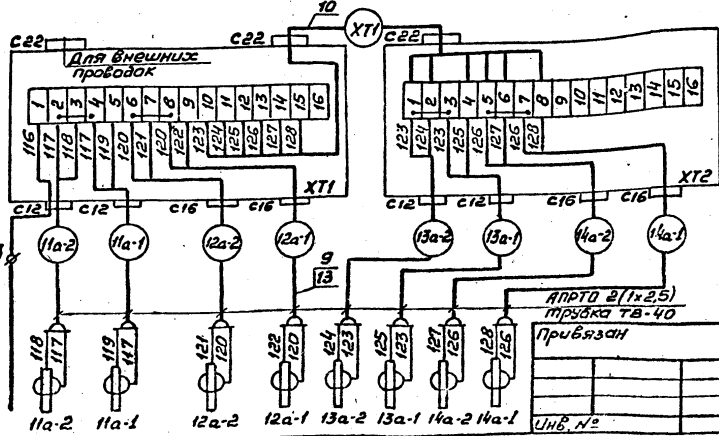 10
ХТ1
С22
С22
С22
Для внешних
проводок
1 2 3 4 5 6 7 8 9 10 11 12 13 14 15 16
1 2 3 4 5 6 7 8 9 10 11 12 13 14 15 16
116 117 118 117 119 120 121 120 122 123 124 125 126 127 128
123 124 123 125 126 127 126 128
ХТ1
ХТ2
С12 С12 С16 С16
С12 С12 С16 С16
11а-2 11а-1 12а-2 12а-1 13а-2 13а-1 14а-2 14а-1
9
13
АПРТО 2(1х2,5)
трубка ТВ-40
118 117 119 117 121 120 122 120 124 123 125 123 127 126 128 126
11а-2 11а-1 12а-2 12а-1 13а-2 13а-1 14а-2 14а-1
Привязан
Инв. №